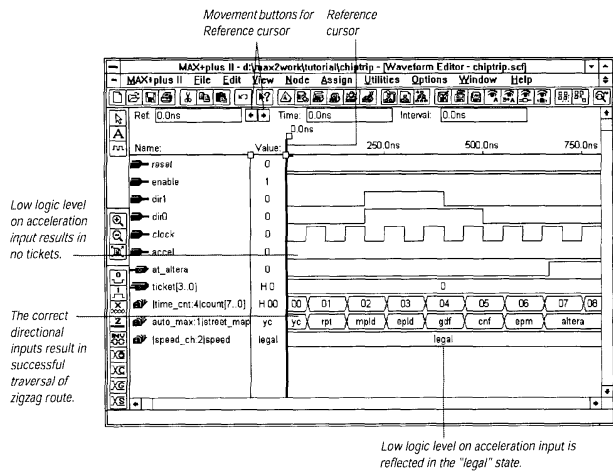 Movement buttons for
Reference cursor
Reference
cursor
MAX+plus II - d:\max2work\tutorial\chiptrip - [Waveform Editor - chiptrip.scf]
MAX+plus II File Edit View Node Assign Utilities Options Window Help
Ref: 0.0ns Time: 0.0ns Interval: 0.0ns
0.0ns
Name: Value: 250.0ns 500.0ns 750.0ns
reset 0
enable 1
dir1 0
dir0 0
clock 0
accel 0
at_altera 0
ticket[3..0] H 0 0
|time_cnt:4|count[7..0] H 00 00 01 02 03 04 05 06 07 08
auto_max:1|street_map yc yc rpt mpld epld gdf cnf epm altera
|speed_ch:2|speed legal legal
Low logic level
on acceleration
input results in
no tickets.
The correct
directional
inputs result in
successful
traversal of
zigzag route.
Low logic level on acceleration input is
reflected in the "legal" state.